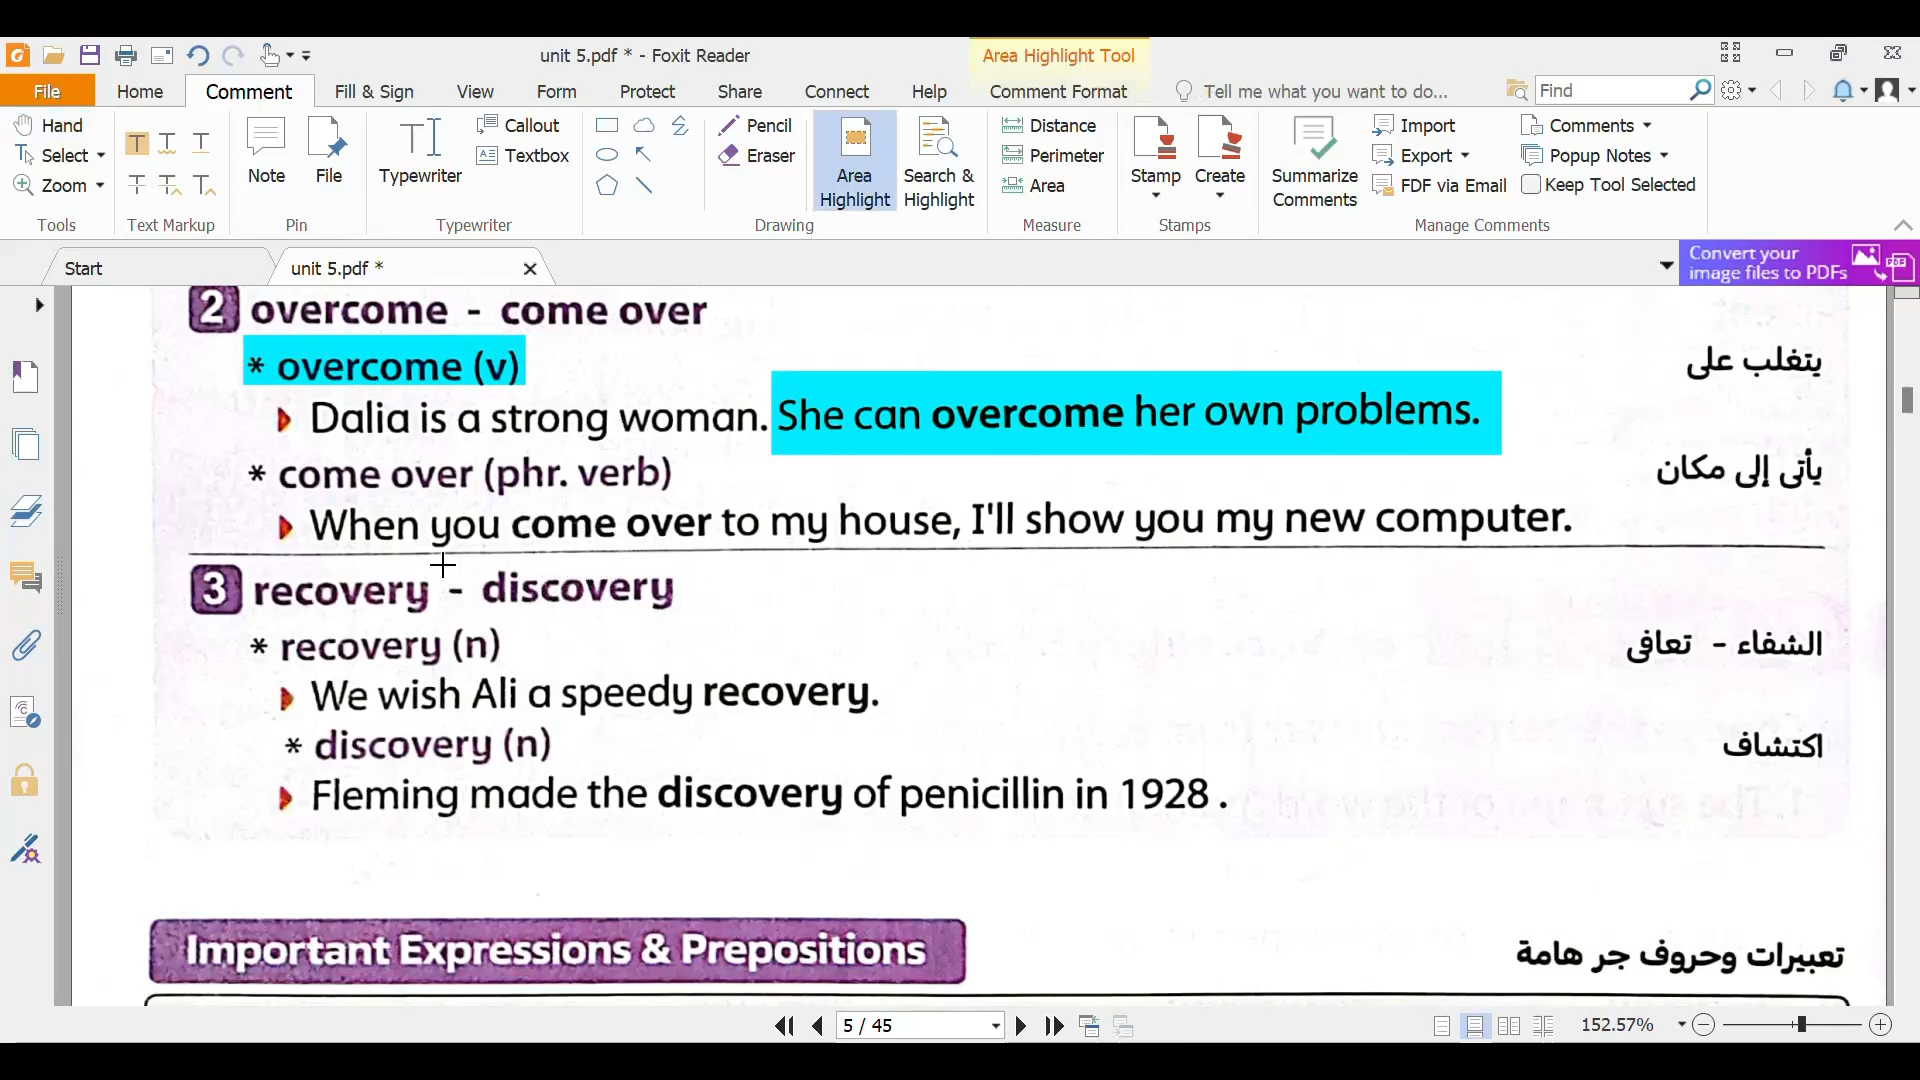 unit 5.pdf * - Foxit Reader
Area Highlight Tool
File Home Comment Fill & Sign View Form Protect Share Connect Help Comment Format Tell me what you want to do... Find
Hand
Select
Zoom
Tools
Text Markup
Note
File
Pin
Typewriter
Callout
Textbox
Typewriter
Pencil
Eraser
Area Highlight
Search & Highlight
Drawing
Distance
Perimeter
Area
Measure
Stamp
Create
Stamps
Summarize Comments
Import
Export
FDF via Email
Comments
Popup Notes
Keep Tool Selected
Manage Comments
Start
unit 5.pdf *
Convert your
image files to PDFs
PDF
2 overcome - come over
* overcome (v) يتغلب على
Dalia is a strong woman. She can overcome her own problems.
* come over (phr. verb) يأتى إلى مكان
When you come over to my house, I'll show you my new computer.
3 recovery - discovery
* recovery (n) الشفاء - تعافى
We wish Ali a speedy recovery.
* discovery (n) اكتشاف
Fleming made the discovery of penicillin in 1928 .
Important Expressions & Prepositions تعبيرات وحروف جر هامة
5 / 45
152.57%